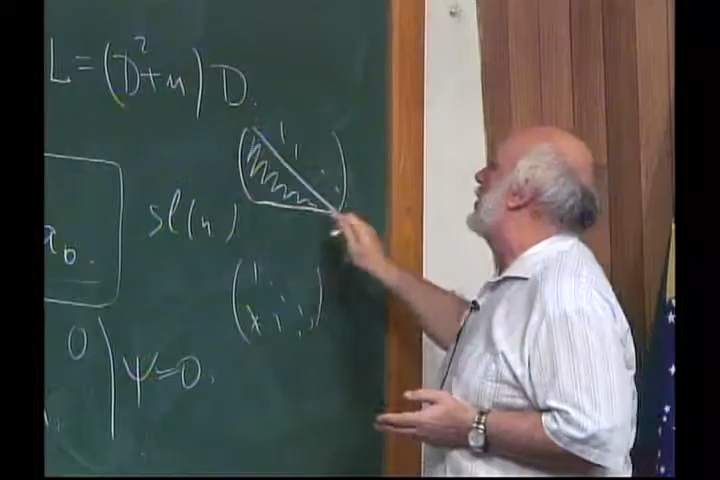 L = (D² + u) D.
a₀.
sl(n)
0) ψ = 0.